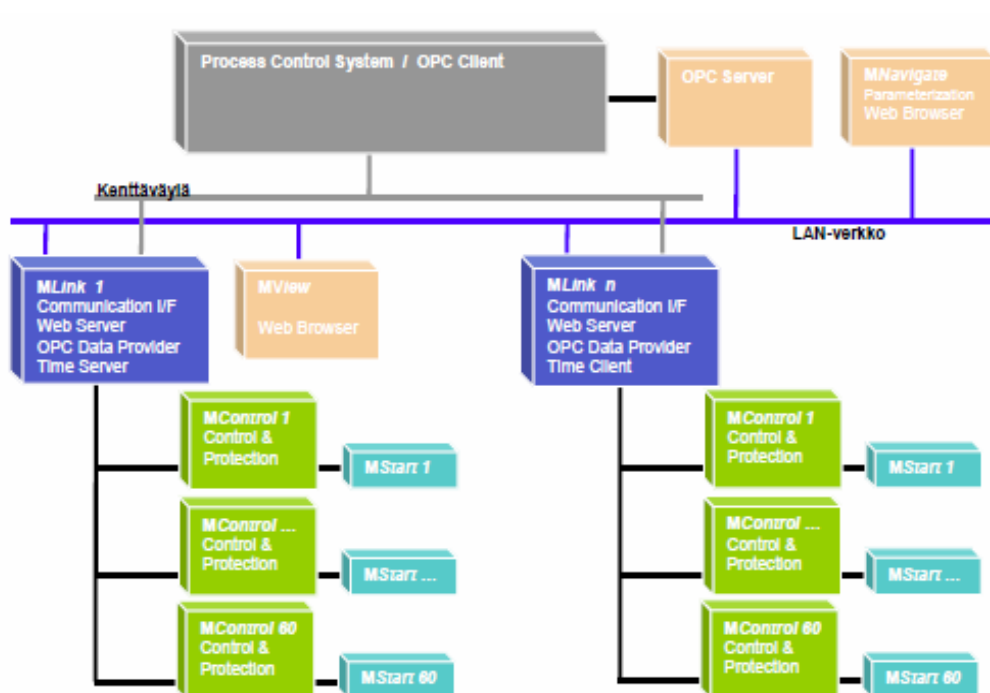 Process Control System / OPC Client
OPC Server
MNavigate
Parameterization
Web Browser
Kenttäväylä
LAN-verkko
MLink 1
Communication I/F
Web Server
OPC Data Provider
Time Server
MView
Web Browser
MLink n
Communication I/F
Web Server
OPC Data Provider
Time Client
MControl 1
Control &
Protection
MStart 1
MControl ...
Control &
Protection
MStart ...
MControl 60
Control &
Protection
MStart 60
MControl 1
Control &
Protection
MStart 1
MControl ...
Control &
Protection
MStart ...
MControl 60
Control &
Protection
MStart 60